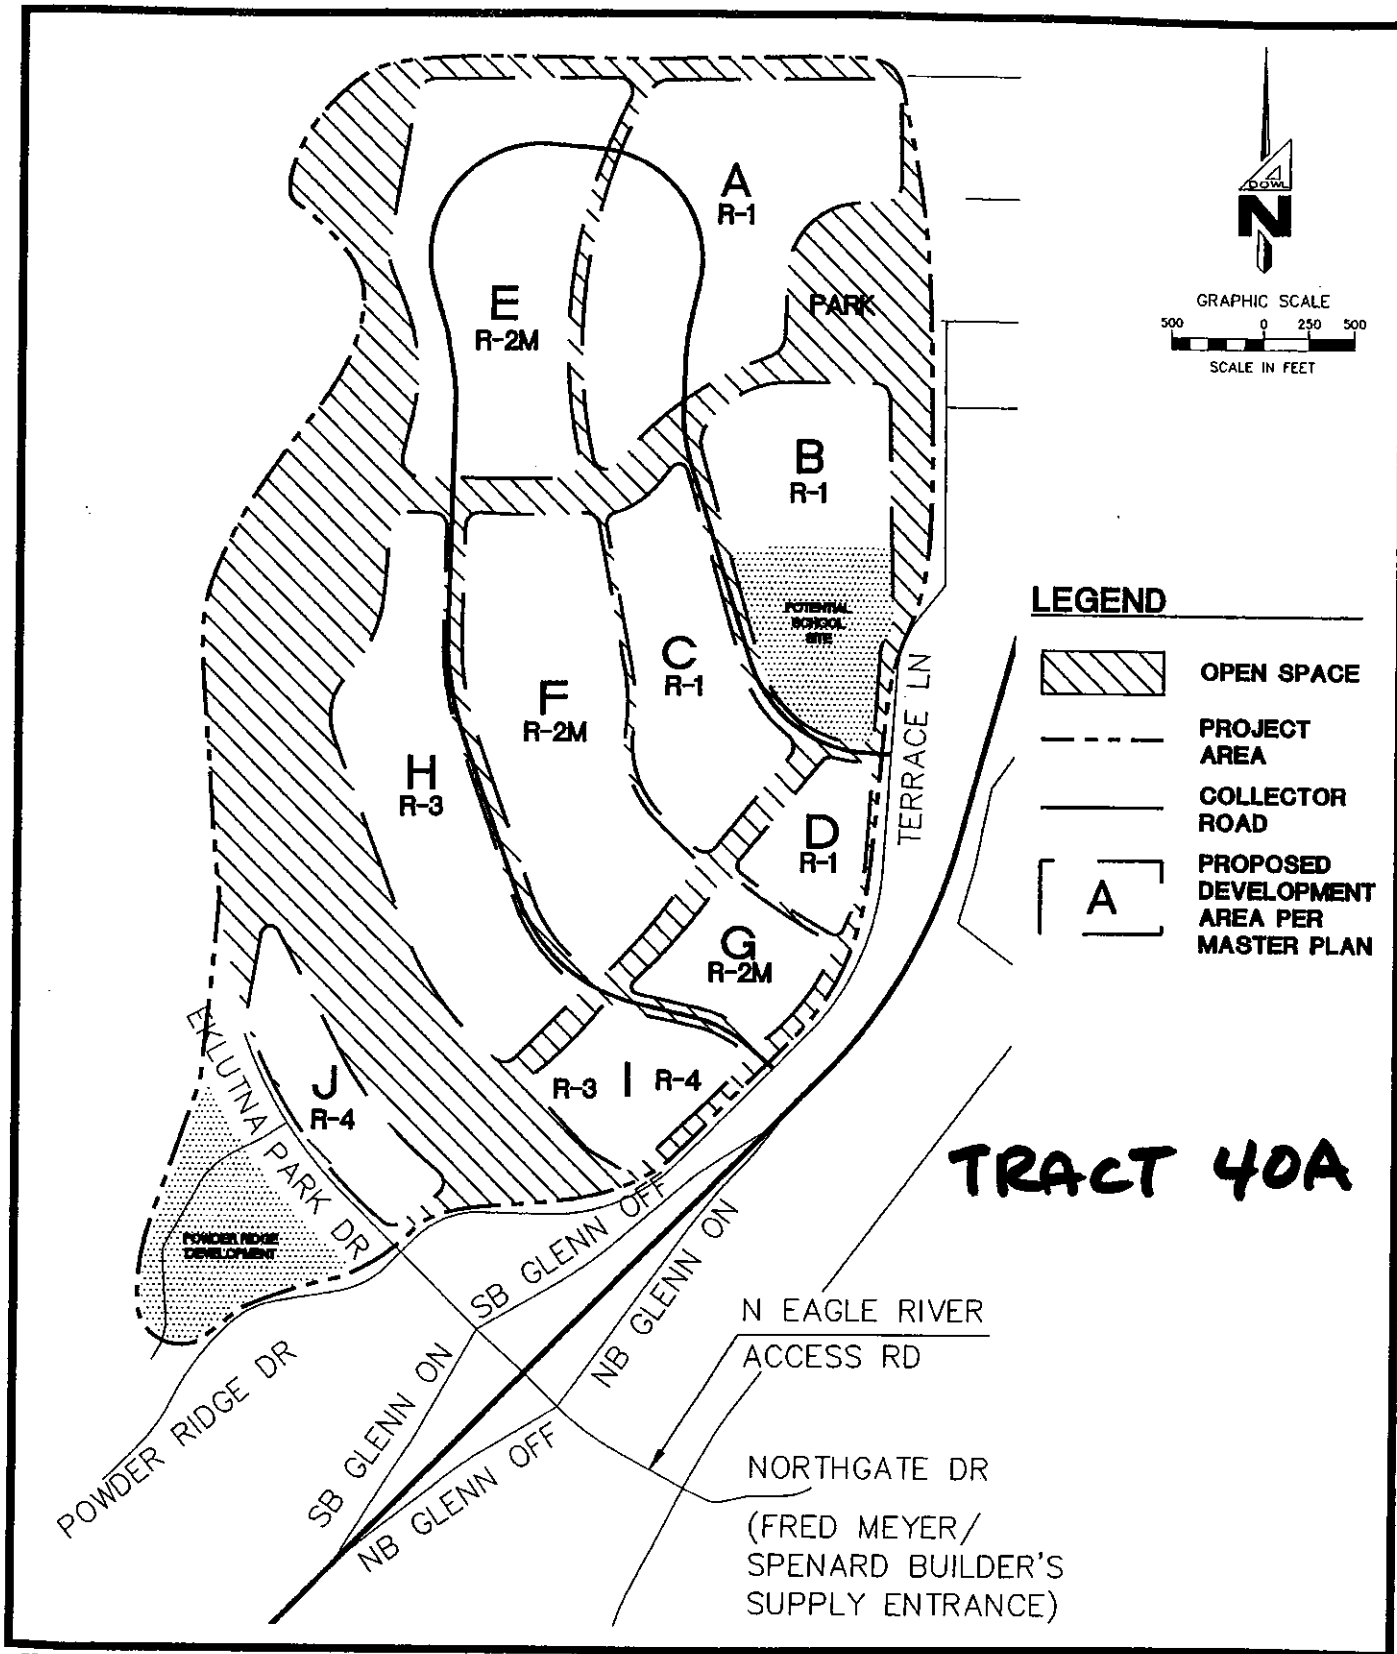 A
R-1
DOWL
N
GRAPHIC SCALE
500 0 250 500
SCALE IN FEET
E
R-2M
PARK
B
R-1
POTENTIAL
SCHOOL
SITE
C
R-1
F
R-2M
H
R-3
D
R-1
TERRACE LN
G
R-2M
R-3 I R-4
J
R-4
EKLUTNA PARK DR
POWDER RIDGE
DEVELOPMENT
LEGEND
OPEN SPACE
PROJECT
AREA
COLLECTOR
ROAD
A
PROPOSED
DEVELOPMENT
AREA PER
MASTER PLAN
TRACT 40A
SB GLENN OFF
NB GLENN ON
SB GLENN ON
NB GLENN OFF
POWDER RIDGE DR
N EAGLE RIVER
ACCESS RD
NORTHGATE DR
(FRED MEYER/
SPENARD BUILDER'S
SUPPLY ENTRANCE)